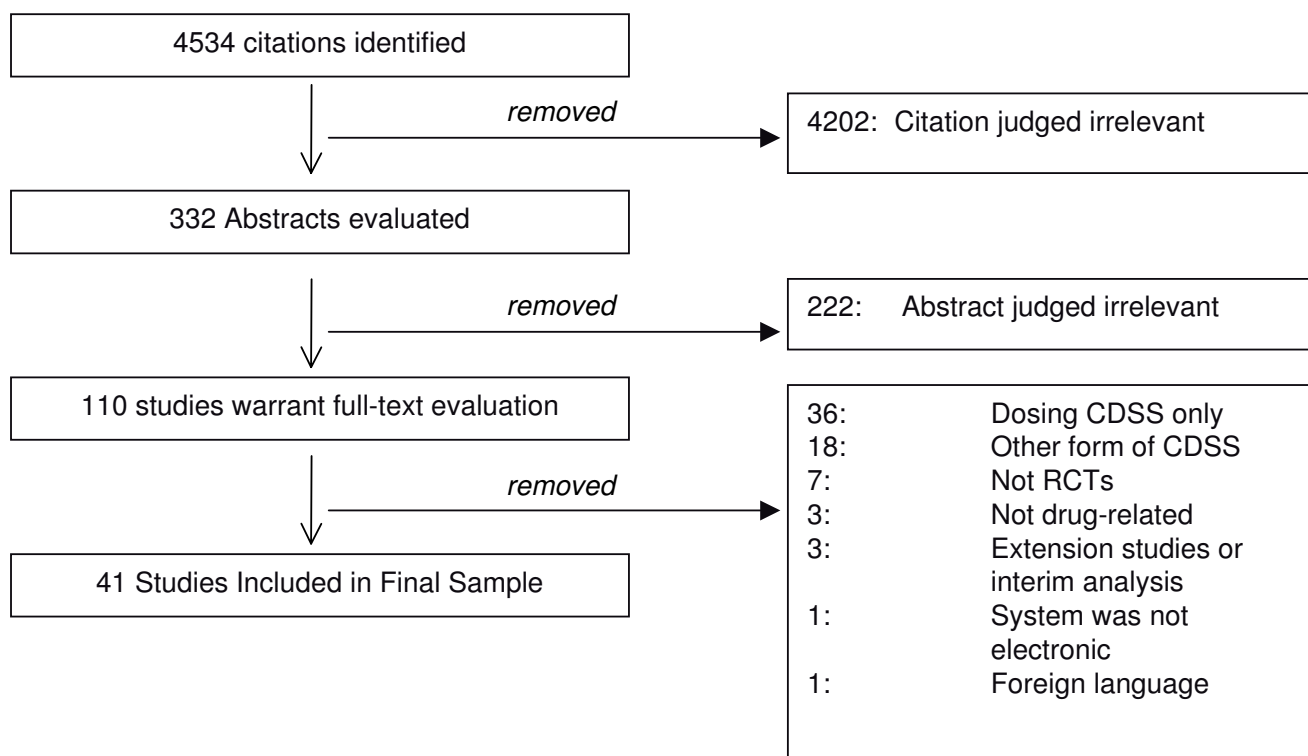 4534 citations identified
removed
4202: Citation judged irrelevant
332 Abstracts evaluated
removed
222: Abstract judged irrelevant
110 studies warrant full-text evaluation
removed
36: Dosing CDSS only
18: Other form of CDSS
7: Not RCTs
3: Not drug-related
3: Extension studies or
interim analysis
1: System was not
electronic
1: Foreign language
41 Studies Included in Final Sample